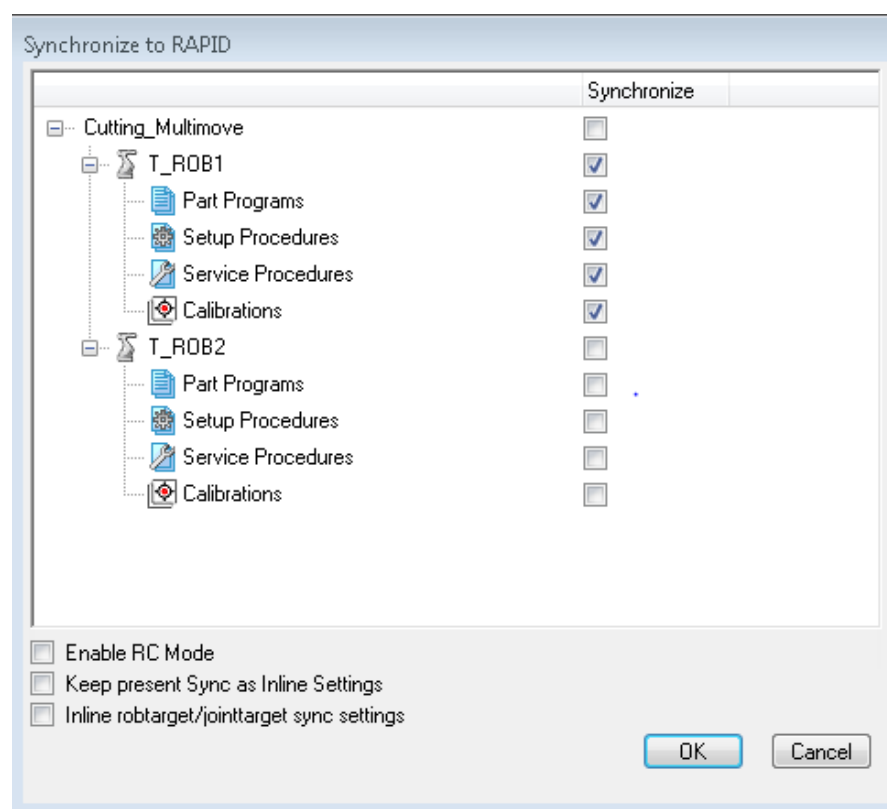 Synchronize to RAPID
Synchronize
Cutting_Multimove
T_ROB1
Part Programs
Setup Procedures
Service Procedures
Calibrations
T_ROB2
Part Programs
Setup Procedures
Service Procedures
Calibrations
Enable RC Mode
Keep present Sync as Inline Settings
Inline robtarget/jointtarget sync settings
OK Cancel